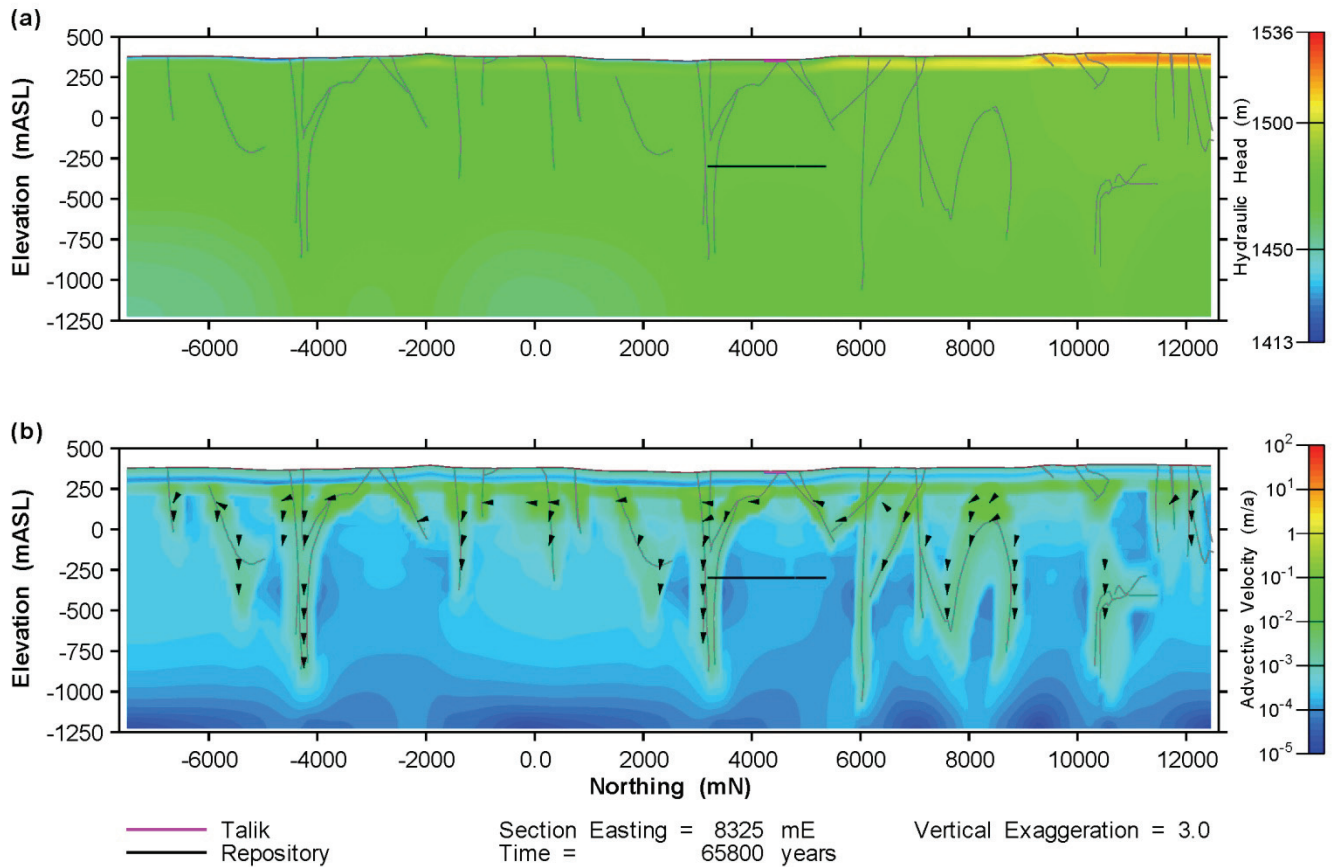 (a)
500
250
0
-250
-500
-750
-1000
-1250
Elevation (mASL)
-6000 -4000 -2000 0.0 2000 4000 6000 8000 10000 12000
1536
1500
1450
1413
Hydraulic Head (m)
(b)
500
250
0
-250
-500
-750
-1000
-1250
Elevation (mASL)
-6000 -4000 -2000 0.0 2000 4000 6000 8000 10000 12000
Northing (mN)
10²
10¹
1
10⁻¹
10⁻²
10⁻³
10⁻⁴
10⁻⁵
Advective Velocity (m/a)
Talik Section Easting = 8325 mE Vertical Exaggeration = 3.0
Repository Time = 65800 years